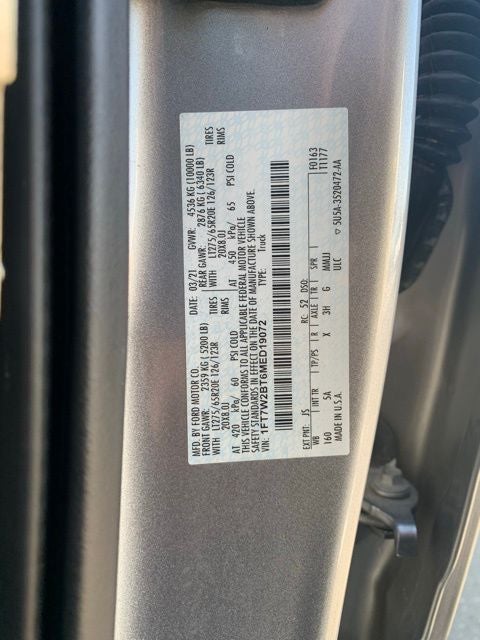 MFD. BY FORD MOTOR CO.
DATE: 03/21 GVWR: 4536 KG (10000 LB)
FRONT GAWR: 2359 KG (5200 LB) REAR GAWR: 2876 KG (6340 LB)
WITH LT275/65R20E 126/123R TIRES WITH LT275/65R20E 126/123R TIRES
20X8.0J RIMS 20X8.0J RIMS
AT 420 kPa/ 60 PSI COLD AT 450 kPa/ 65 PSI COLD
THIS VEHICLE CONFORMS TO ALL APPLICABLE FEDERAL MOTOR VEHICLE
SAFETY STANDARDS IN EFFECT ON THE DATE OF MANUFACTURE SHOWN ABOVE.
VIN: 1FT7W2BT6MED19072 TYPE: Truck
F0163
T1177
EXT PNT: JS RC: 52 DSO:
WB INT TR TP/PS R AXLE TR SPR
160 5A X 3H G MMUJ
ULC
MADE IN U.S.A. 5U5A-3520472-AA